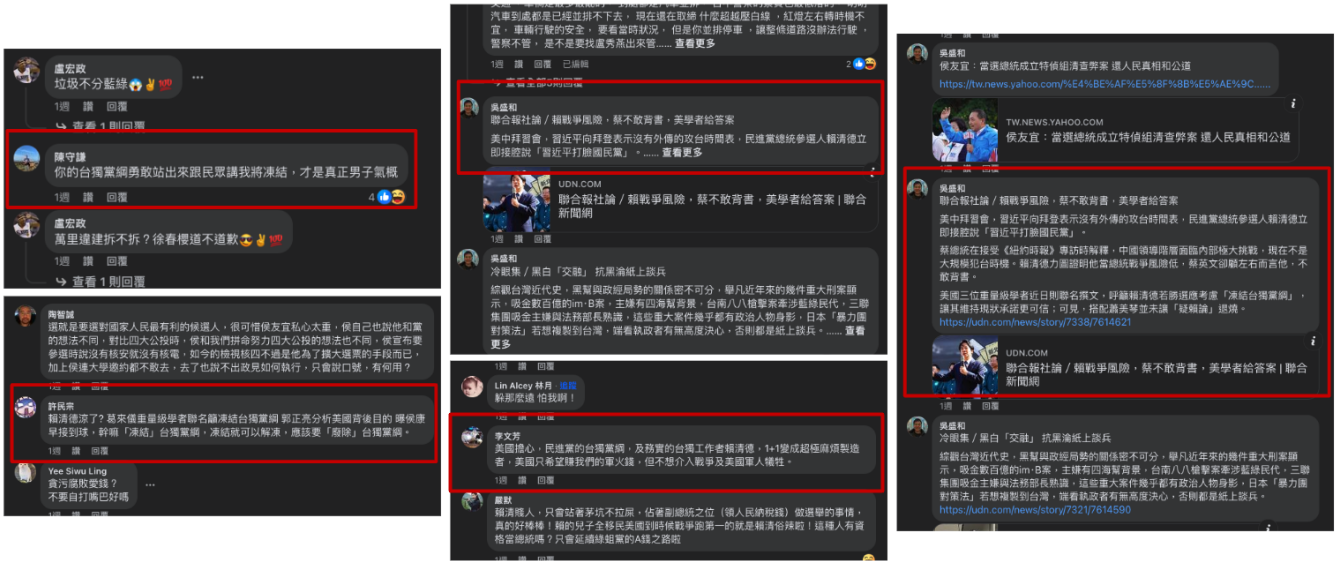 盧宏政
垃圾不分藍綠😱✌💯
1週 讚 回覆
查看 1 則回覆
陳守謙
你的台獨黨綱勇敢站出來跟民眾講我將凍結，才是真正男子氣概
1週 讚 回覆 4
盧宏政
萬里違建拆不拆？徐春櫻道不道歉😎✌💯
1週 讚 回覆
查看 1 則回覆
陶智誠
選就是要選對國家人民最有利的候選人，很可惜侯友宜私心太重，侯自己也說他和黨
的想法不同，對比四大公投時，侯和我們拼命努力四大公投的想法也不同，侯宣布要
參選時說沒有核安就沒有核電，如今的檢視核四不過是他為了擴大選票的手段而已，
加上侯連大學邀約都不敢去，去了也說不出政見如何執行，只會說口號，有何用？
1週 讚 回覆
許民宗
賴清德涼了? 葛來儀重量級學者聯名籲凍結台獨黨綱 郭正亮分析美國背後目的 曝侯康
早接到球，幹嘛「凍結」台獨黨綱，凍結就可以解凍，應該要「廢除」台獨黨綱。
1週 讚 回覆
Yee Siwu Ling
貪污腐敗愛錢？
不要自打嘴巴好嗎
1週 讚 回覆
汽車到處都是已經並排不下去， 現在還在取締 什麼超越壓白線 ，紅燈左右轉時機不
宜， 車輛行駛的安全， 要看當時狀況， 但是你並排停車 ，讓整條道路沒辦法行駛 ，
警察不管， 是不是要找盧秀燕出來管...... 查看更多
1週 讚 回覆 已編輯 2
吳盛和
聯合報社論／賴戰爭風險，蔡不敢背書，美學者給答案
美中拜習會，習近平向拜登表示沒有外傳的攻台時間表，民進黨總統參選人賴清德立
即接腔說「習近平打臉國民黨」。...... 查看更多
UDN.COM
聯合報社論／賴戰爭風險，蔡不敢背書，美學者給答案 | 聯合
新聞網
1週 讚 回覆
吳盛和
冷眼集／黑白「交融」 抗黑淪紙上談兵
綜觀台灣近代史，黑幫與政經局勢的關係密不可分，舉凡近年來的幾件重大刑案顯
示，吸金數百億的im·B案，主嫌有四海幫背景，台南八八槍擊案牽涉藍綠民代，三聯
集團吸金主嫌與法務部長熟識，這些重大案件幾乎都有政治人物身影，日本「暴力團
對策法」若想複製到台灣，端看執政者有無高度決心，否則都是紙上談兵。...... 查看
更多
1週 讚 回覆
Lin Alcey 林月 · 追蹤
躲那麼遠 怕我啊！
1週 讚 回覆
李文芳
美國擔心，民進黨的台獨黨綱，及務實的台獨工作者賴清德，1+1變成超極麻煩製造
者，美國只希望賺我們的軍火錢，但不想介入戰爭及美國軍人犧牲。
1週 讚 回覆
嚴默
賴清賤人，只會站著茅坑不拉屎，佔著副總統之位（領人民納稅錢）做選舉的事情，
真的好棒棒！賴的兒子全移民美國到時候戰爭跑第一的就是賴清俗辣啦！這種人有資
格當總統嗎？只會延續綠蛆黨的A錢之路啦
1週 讚 回覆
吳盛和
侯友宜：當選總統成立特偵組清查弊案 還人民真相和公道
https://tw.news.yahoo.com/%E4%BE%AF%E5%8F%8B%E5%AE%9C......
TW.NEWS.YAHOO.COM
侯友宜：當選總統成立特偵組清查弊案 還人民真相和公道
1週 讚 回覆
吳盛和
聯合報社論／賴戰爭風險，蔡不敢背書，美學者給答案
美中拜習會，習近平向拜登表示沒有外傳的攻台時間表，民進黨總統參選人賴清德立
即接腔說「習近平打臉國民黨」。
蔡總統在接受《紐約時報》專訪時解釋，中國領導階層面臨內部極大挑戰，現在不是
大規模犯台時機。賴清德力圖證明他當總統戰爭風險低，蔡英文卻顧左右而言他，不
敢背書。
美國三位重量級學者近日則聯名撰文，呼籲賴清德若勝選應考慮「凍結台獨黨綱」，
讓其維持現狀承諾更可信；可見，搭配蕭美琴並未讓「疑賴論」退燒。
https://udn.com/news/story/7338/7614621
UDN.COM
聯合報社論／賴戰爭風險，蔡不敢背書，美學者給答案 | 聯合
新聞網
1週 讚 回覆
吳盛和
冷眼集／黑白「交融」 抗黑淪紙上談兵
綜觀台灣近代史，黑幫與政經局勢的關係密不可分，舉凡近年來的幾件重大刑案顯
示，吸金數百億的im·B案，主嫌有四海幫背景，台南八八槍擊案牽涉藍綠民代，三聯
集團吸金主嫌與法務部長熟識，這些重大案件幾乎都有政治人物身影，日本「暴力團
對策法」若想複製到台灣，端看執政者有無高度決心，否則都是紙上談兵。
https://udn.com/news/story/7321/7614590